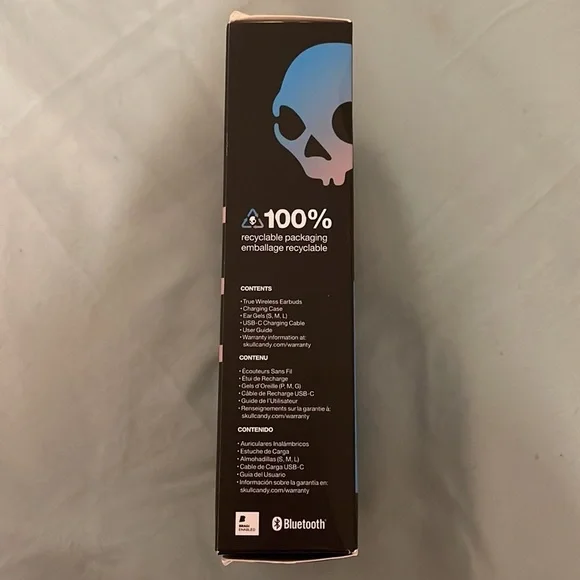 100%
recyclable packaging
emballage recyclable
CONTENTS
• True Wireless Earbuds
• Charging Case
• Ear Gels (S, M, L)
• USB-C Charging Cable
• User Guide
• Warranty information at:
skullcandy.com/warranty
CONTENU
• Écouteurs Sans Fil
• Étui de Recharge
• Gels d'Oreille (P, M, G)
• Câble de Recharge USB-C
• Guide de l'Utilisateur
• Renseignements sur la garantie à:
skullcandy.com/warranty
CONTENIDO
• Auriculares Inalámbricos
• Estuche de Carga
• Almohadillas (S, M, L)
• Cable de Carga USB-C
• Guia del Usuario
• Información sobre la garantía en:
skullcandy.com/warranty
ENABLED
Bluetooth